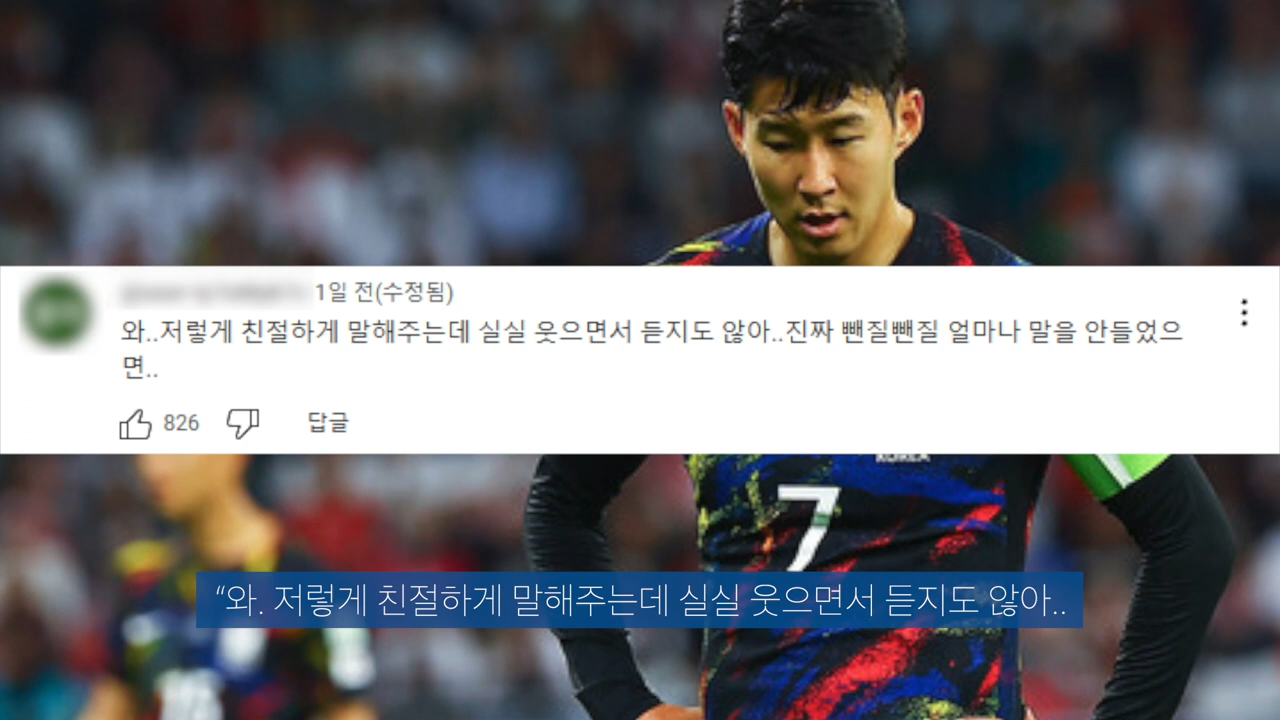 1일 전(수정됨)
와..저렇게 친절하게 말해주는데 실실 웃으면서 듣지도 않아..진짜 뺀질뺀질 얼마나 말을 안들었으
면..
826
답글
KOREA
7
“와. 저렇게 친절하게 말해주는데 실실 웃으면서 듣지도 않아..